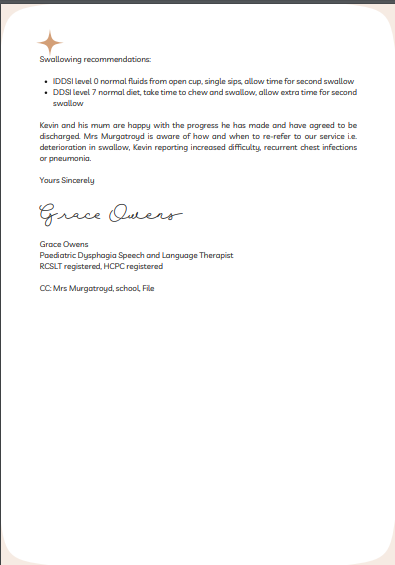 Swallowing recommendations:
• IDDSI level 0 normal fluids from open cup, single sips, allow time for second swallow
• DDSI level 7 normal diet, take time to chew and swallow, allow extra time for second
swallow
Kevin and his mum are happy with the progress he has made and have agreed to be
discharged. Mrs Murgatroyd is aware of how and when to re-refer to our service i.e.
deterioration in swallow, Kevin reporting increased difficulty, recurrent chest infections
or pneumonia.
Yours Sincerely
Grace Owens
Grace Owens
Paediatric Dysphagia Speech and Language Therapist
RCSLT registered, HCPC registered
CC: Mrs Murgatroyd, school, File